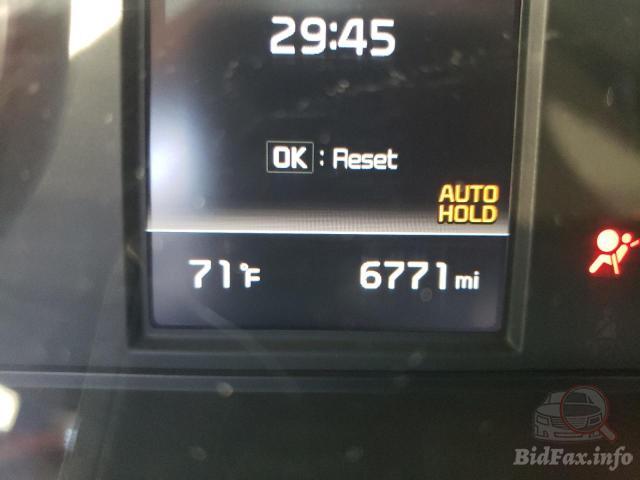 29:45
OK : Reset
AUTO
HOLD
71°F
6771 mi
BidFax.info